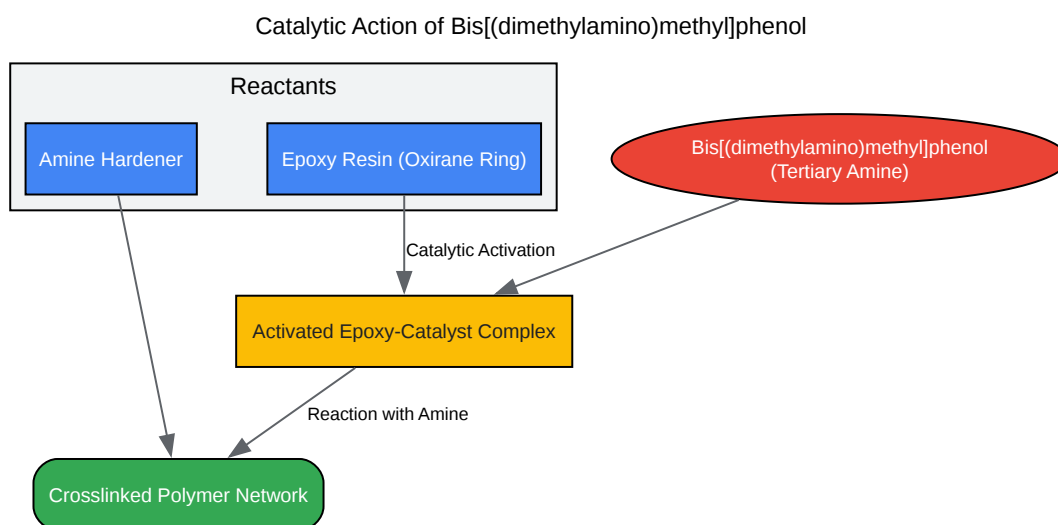 Catalytic Action of Bis[(dimethylamino)methyl]phenol
Reactants
Amine Hardener
Epoxy Resin (Oxirane Ring)
Bis[(dimethylamino)methyl]phenol
(Tertiary Amine)
Catalytic Activation
Activated Epoxy-Catalyst Complex
Reaction with Amine
Crosslinked Polymer Network